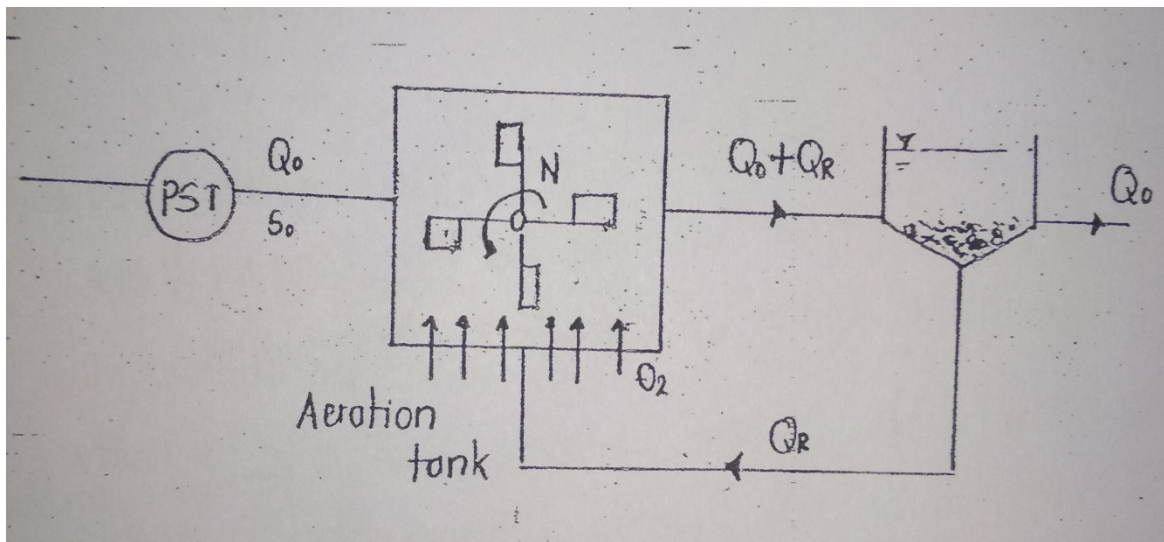 PST
Q₀
S₀
N
Q₀+Q_R
Q₀
O₂
Aeration
tank
Q_R